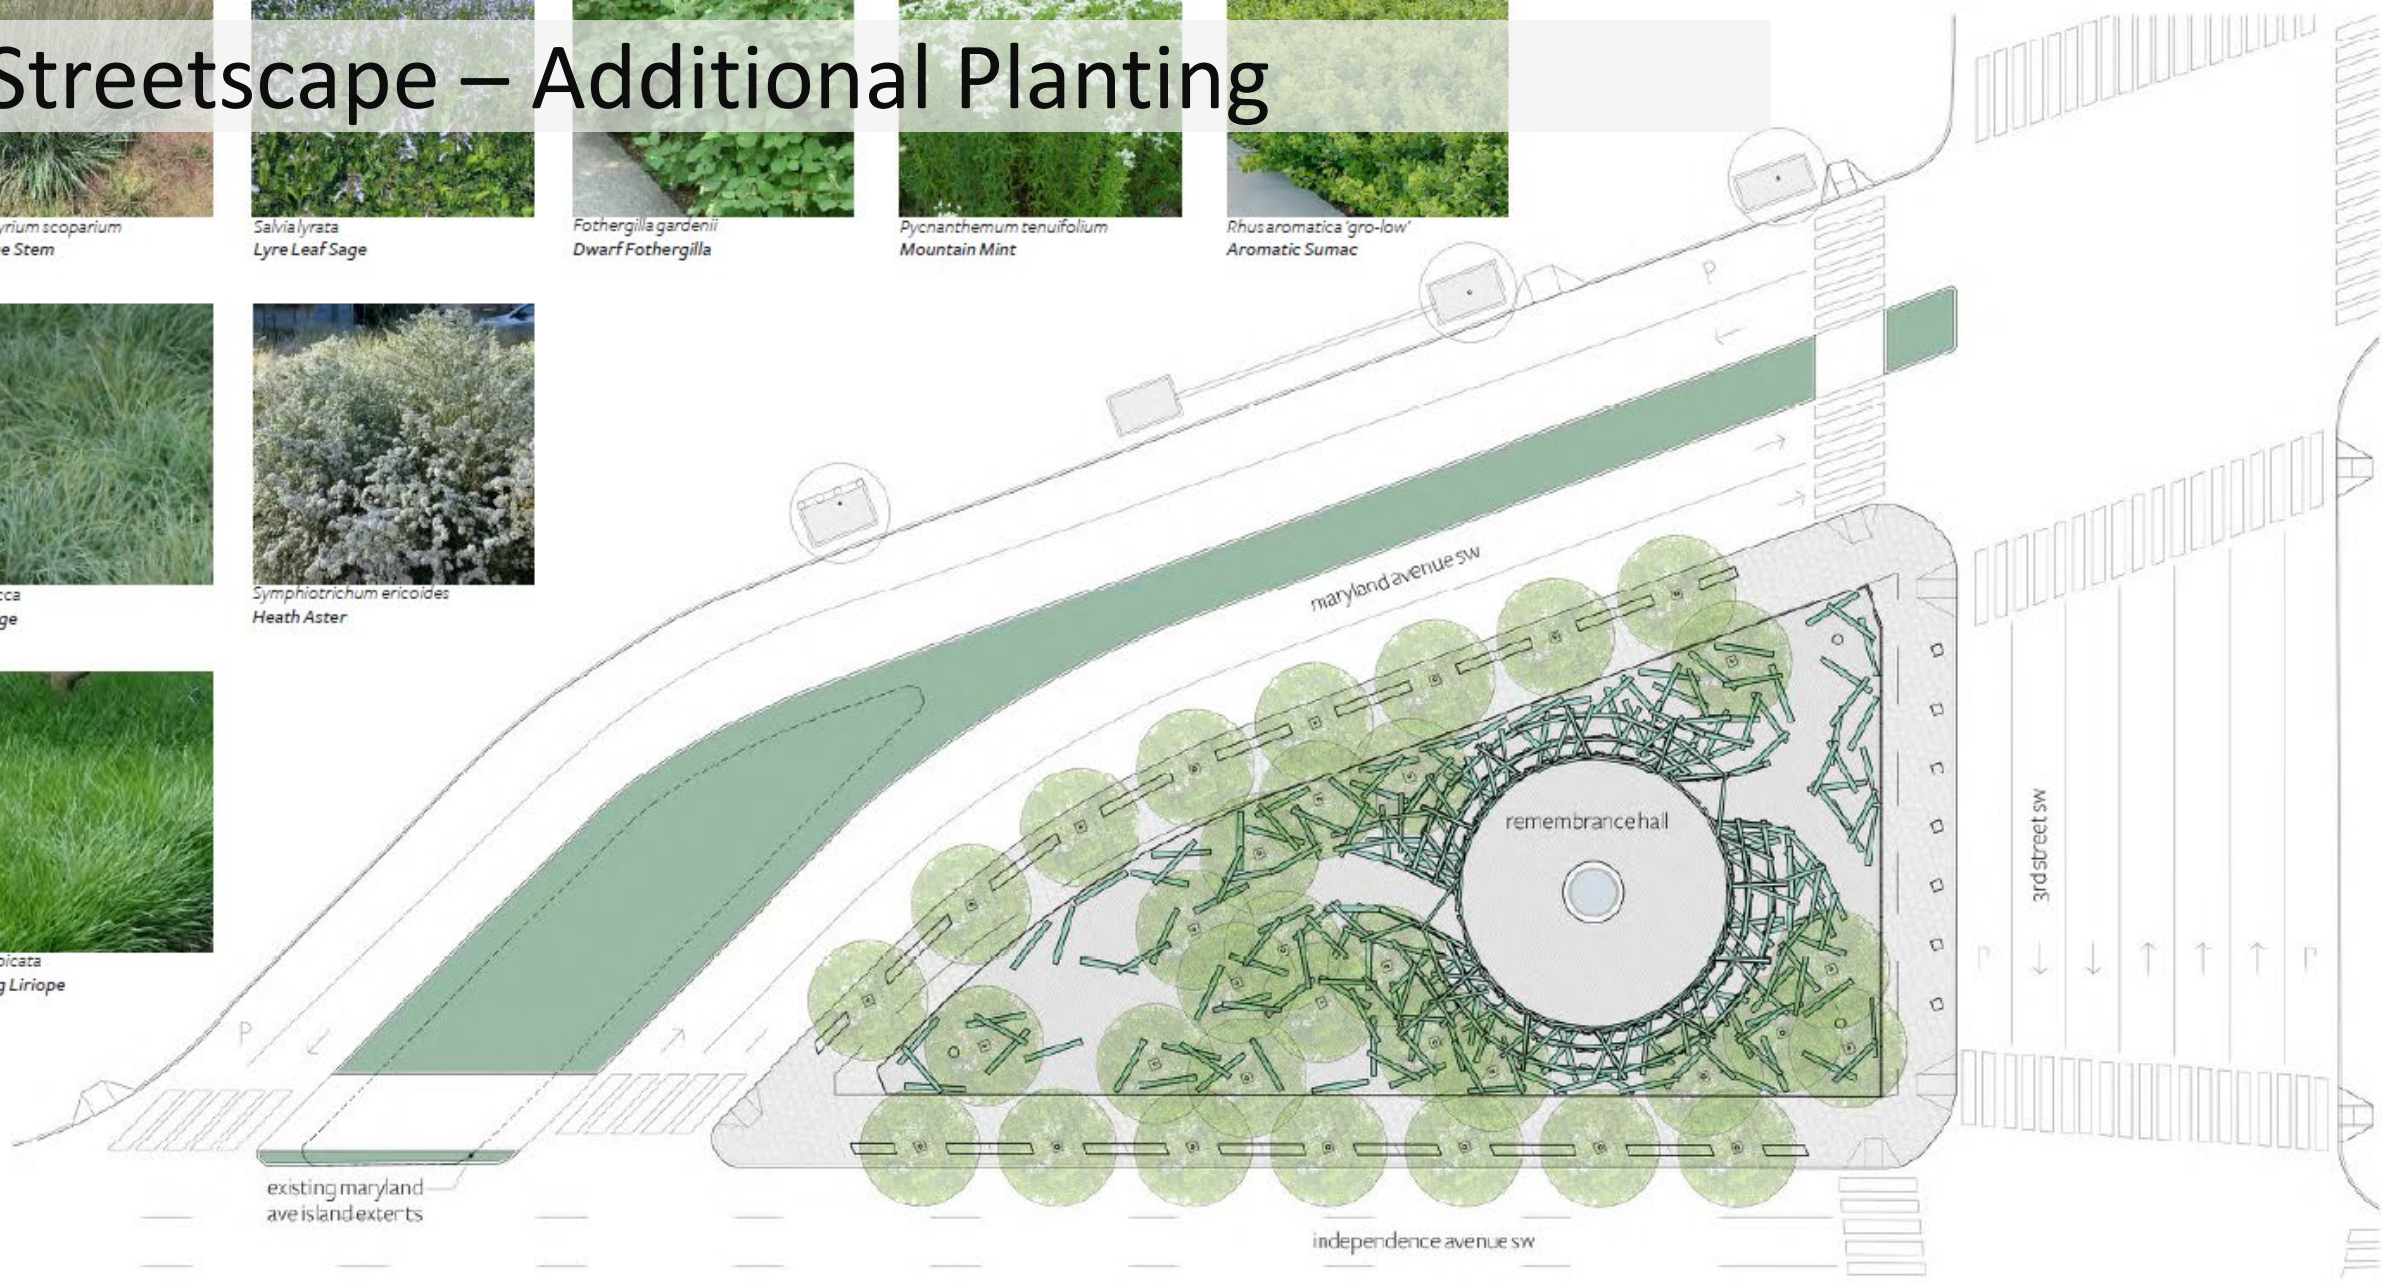 Streetscape – Additional Planting
yrium scoparium
e Stem
Salvia lyrata
Lyre Leaf Sage
Fothergilla gardenii
Dwarf Fothergilla
Pycnanthemum tenuifolium
Mountain Mint
Rhus aromatica 'gro-low'
Aromatic Sumac
cca
ge
Symphiotrichum ericoides
Heath Aster
picata
g Liriope
P
maryland avenue sw
remembrance hall
3rd street sw
P
P
P
existing maryland
ave island exterts
independence avenue sw